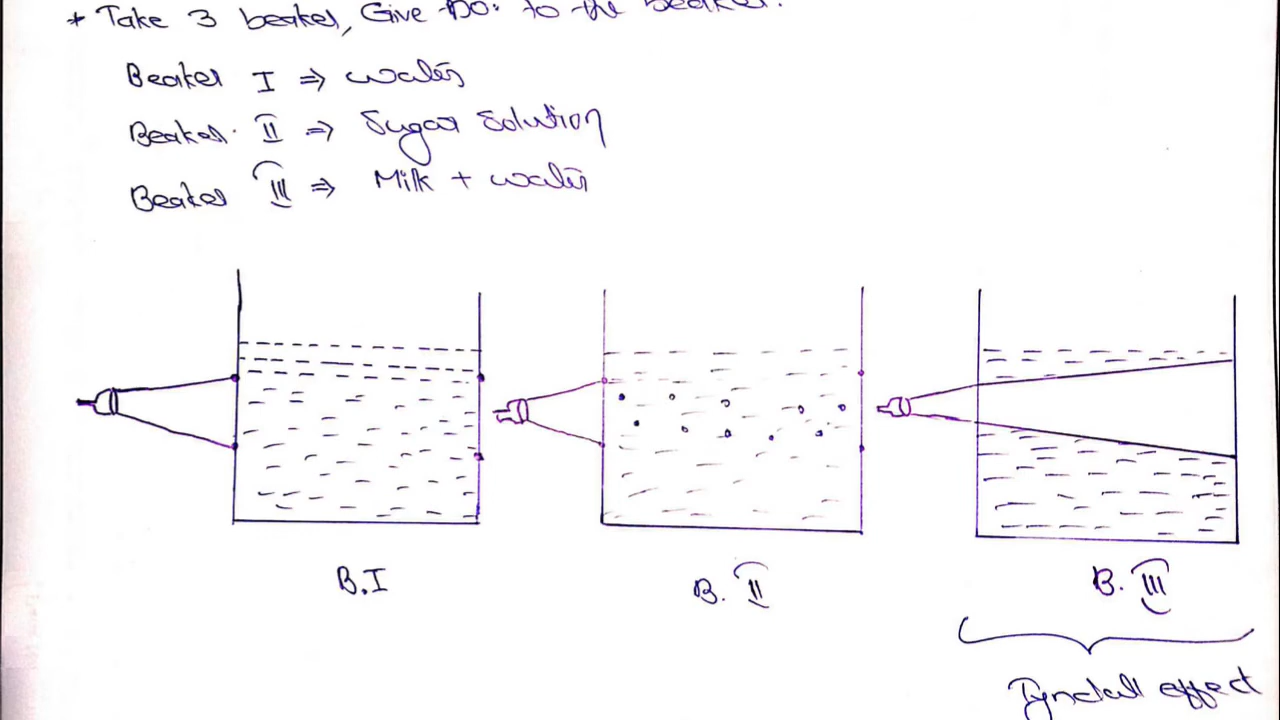 * Take 3 beaker, Give no. to the beaker.
Beaker I ⇒ water
Beaker II ⇒ Sugar Solution
Beaker III ⇒ Milk + water
B.I
B. II
B. III
Tyndall effect